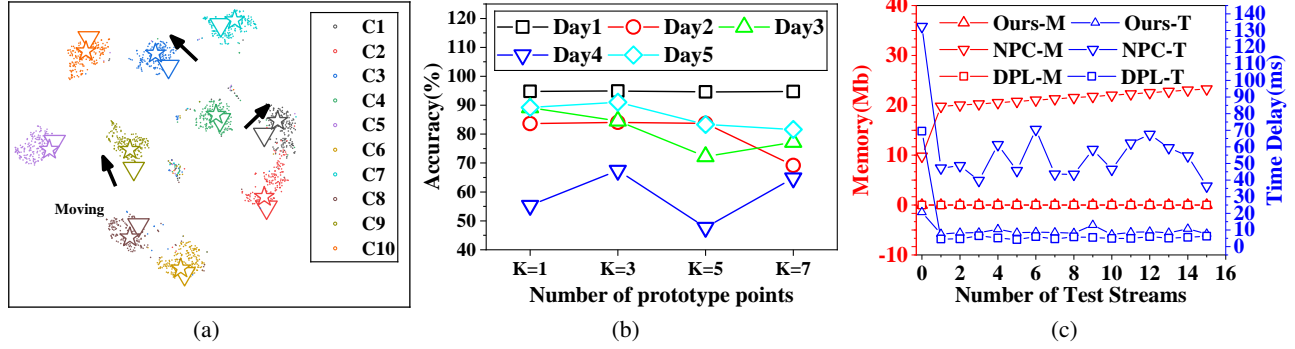 C1
C2
C3
C4
C5
C6
C7
C8
C9
C10
Moving
(a)
Accuracy(%)
120
110
100
90
80
70
60
50
40
Day1 Day2 Day3
Day4 Day5
K=1 K=3 K=5 K=7
Number of prototype points
(b)
Memory(Mb)
40
30
20
10
0
-10
Ours-M Ours-T
NPC-M NPC-T
DPL-M DPL-T
140
130
120
110
100
90
80
70
60
50
40
30
20
10
0
Time Delay(ms)
0 2 4 6 8 10 12 14 16
Number of Test Streams
(c)